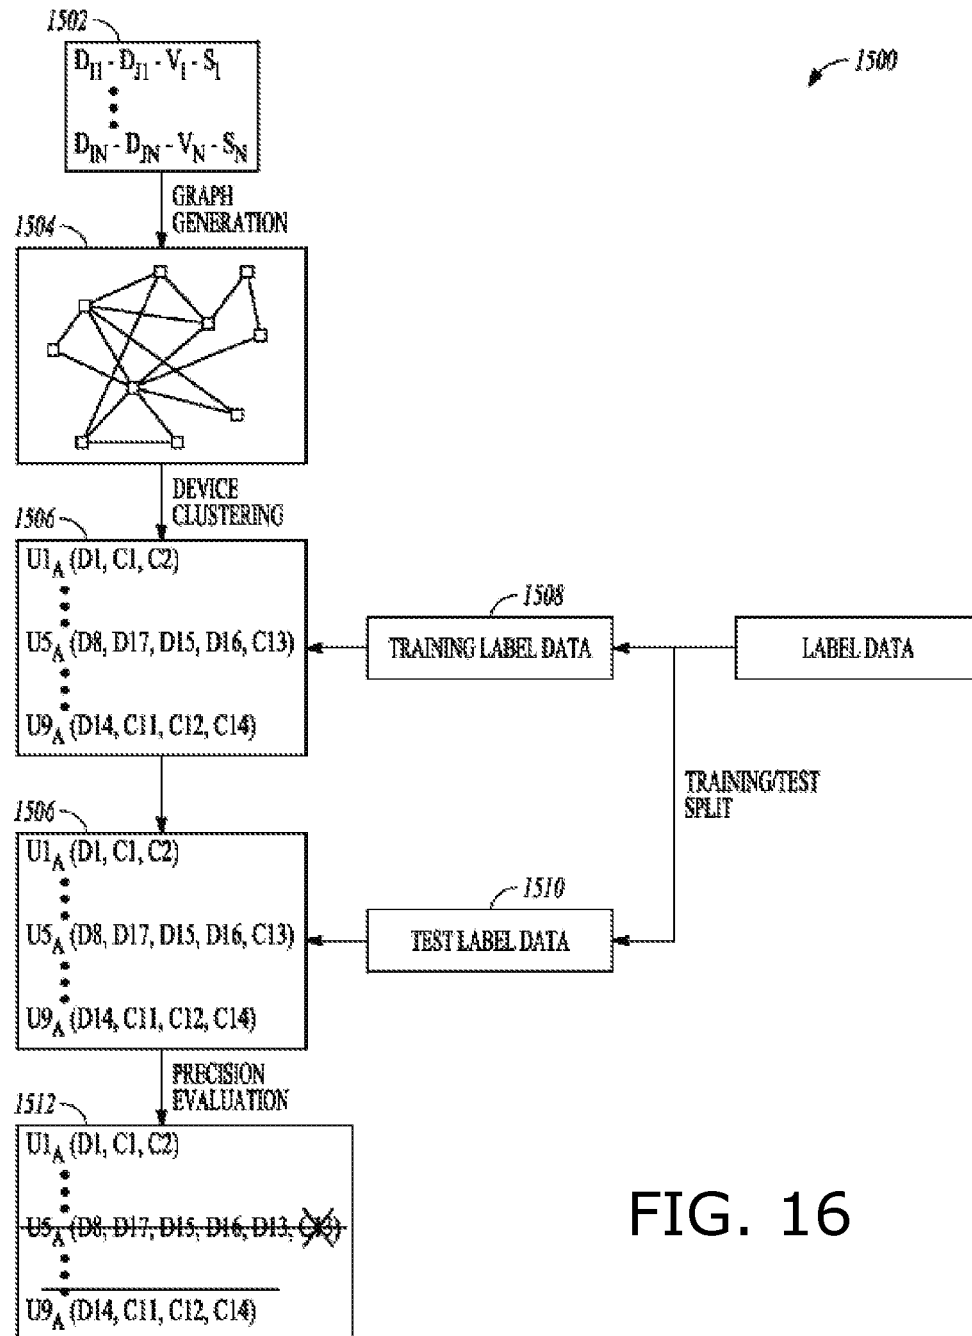 1502
1500
D_I1 - D_J1 - V_1 - S_1
D_IN - D_JN - V_N - S_N
GRAPH
GENERATION
1504
DEVICE
CLUSTERING
1506
U1_A (D1, C1, C2)
U5_A (D8, D17, D15, D16, C13)
U9_A (D14, C11, C12, C14)
1508
TRAINING LABEL DATA
LABEL DATA
TRAINING/TEST
SPLIT
1506
U1_A (D1, C1, C2)
U5_A (D8, D17, D15, D16, C13)
U9_A (D14, C11, C12, C14)
1510
TEST LABEL DATA
PRECISION
EVALUATION
1512
U1_A (D1, C1, C2)
U5_A (D8, D17, D15, D16, D13, C13)
U9_A (D14, C11, C12, C14)
FIG. 16